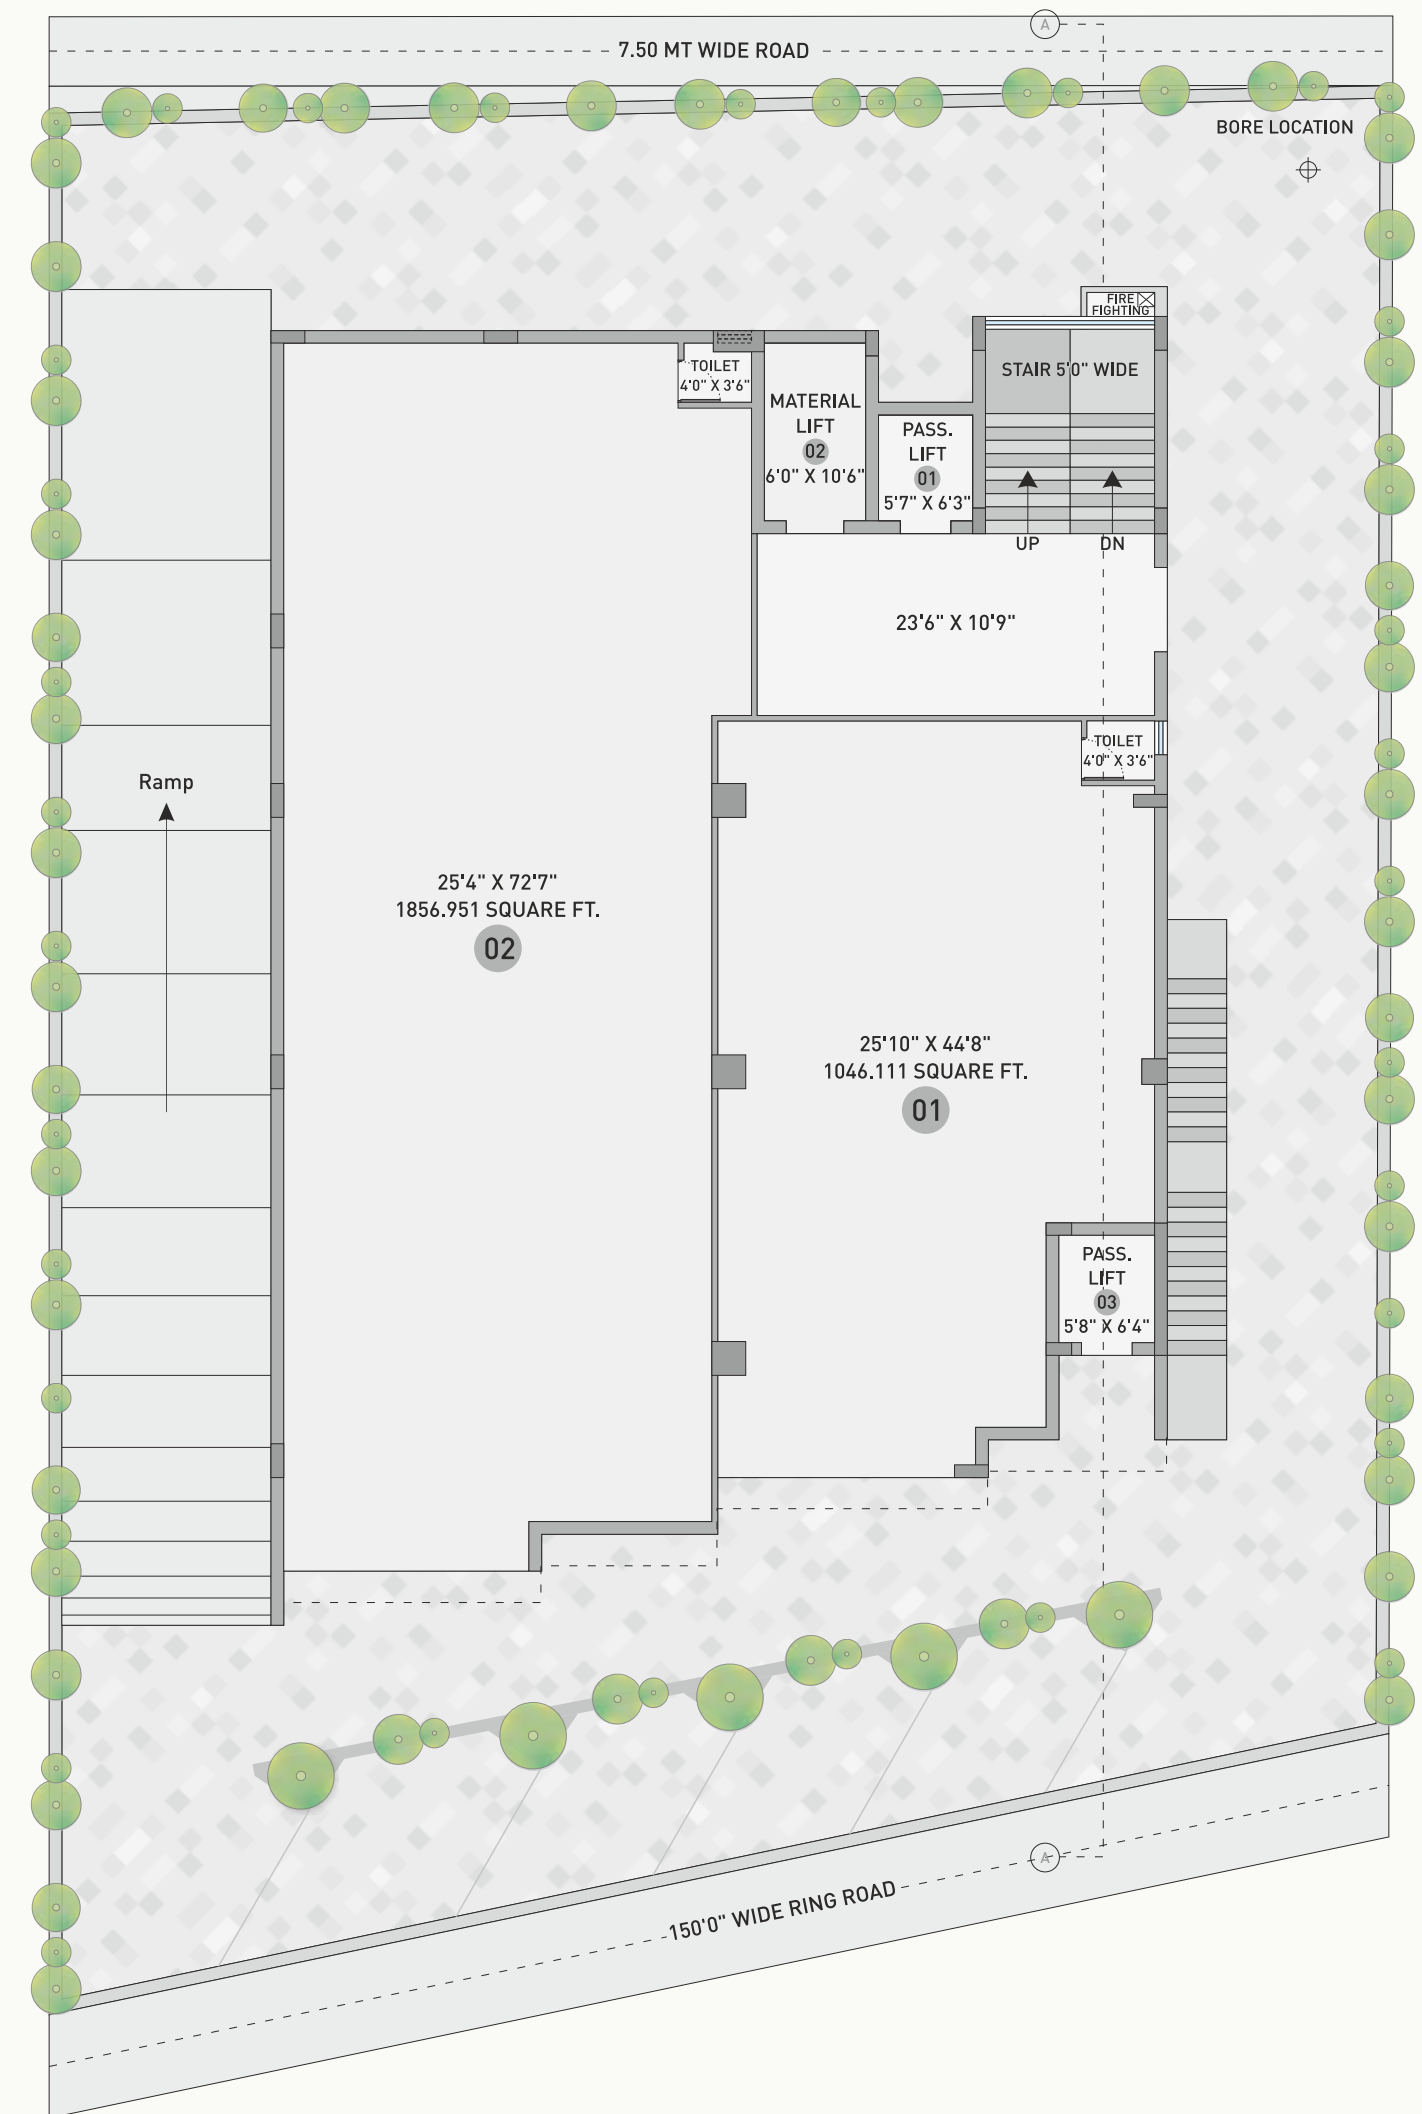 A
7.50 MT WIDE ROAD
BORE LOCATION
FIRE
FIGHTING
STAIR 5'0" WIDE
TOILET
4'0" X 3'6"
MATERIAL
LIFT
02
6'0" X 10'6"
PASS.
LIFT
01
5'7" X 6'3"
UP
DN
23'6" X 10'9"
TOILET
4'0" X 3'6"
Ramp
25'4" X 72'7"
1856.951 SQUARE FT.
02
25'10" X 44'8"
1046.111 SQUARE FT.
01
PASS.
LIFT
03
5'8" X 6'4"
A
150'0" WIDE RING ROAD